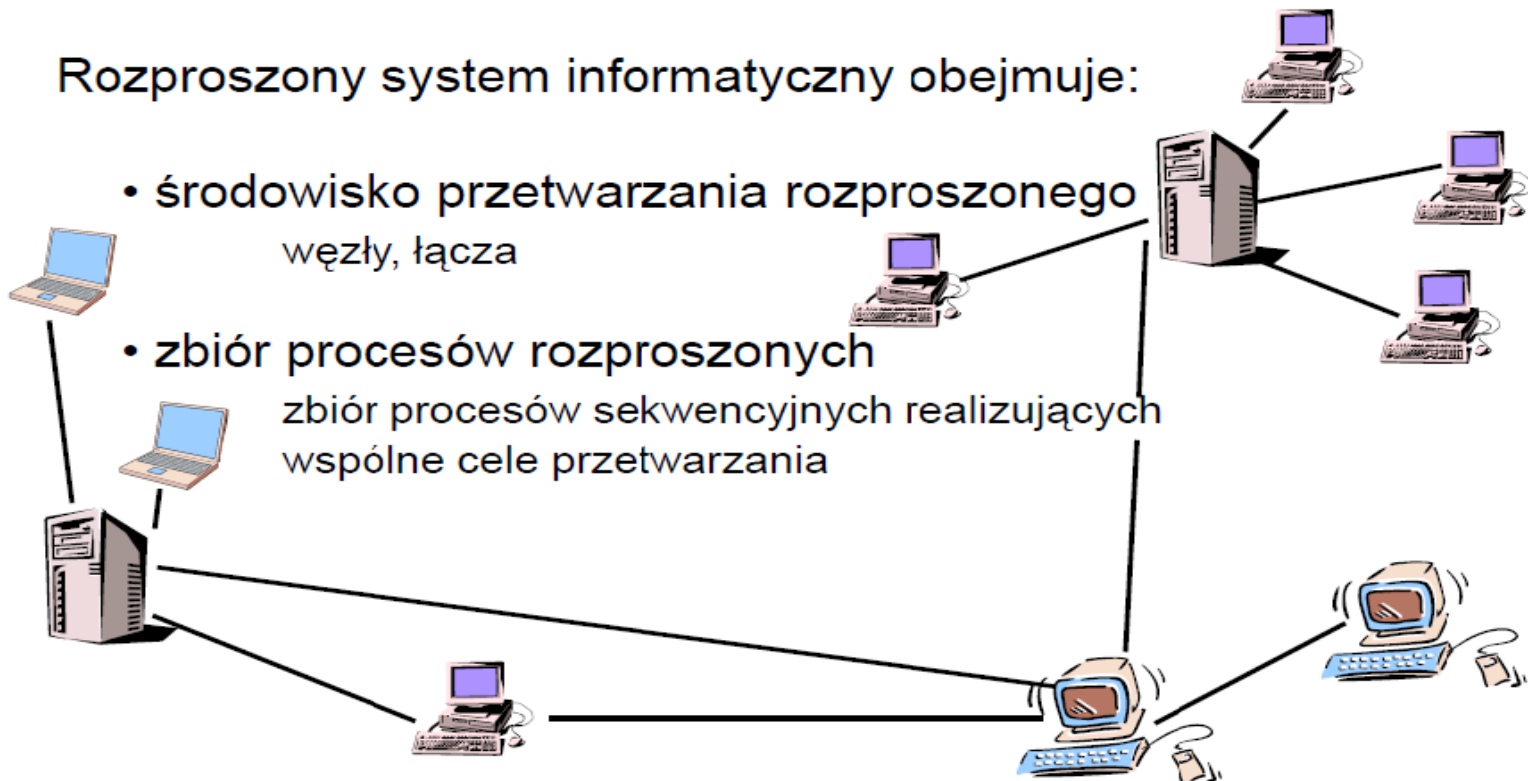 Rozproszony system informatyczny obejmuje:
• środowisko przetwarzania rozproszonego
węzły, łącza
• zbiór procesów rozproszonych
zbiór procesów sekwencyjnych realizujących
wspólne cele przetwarzania